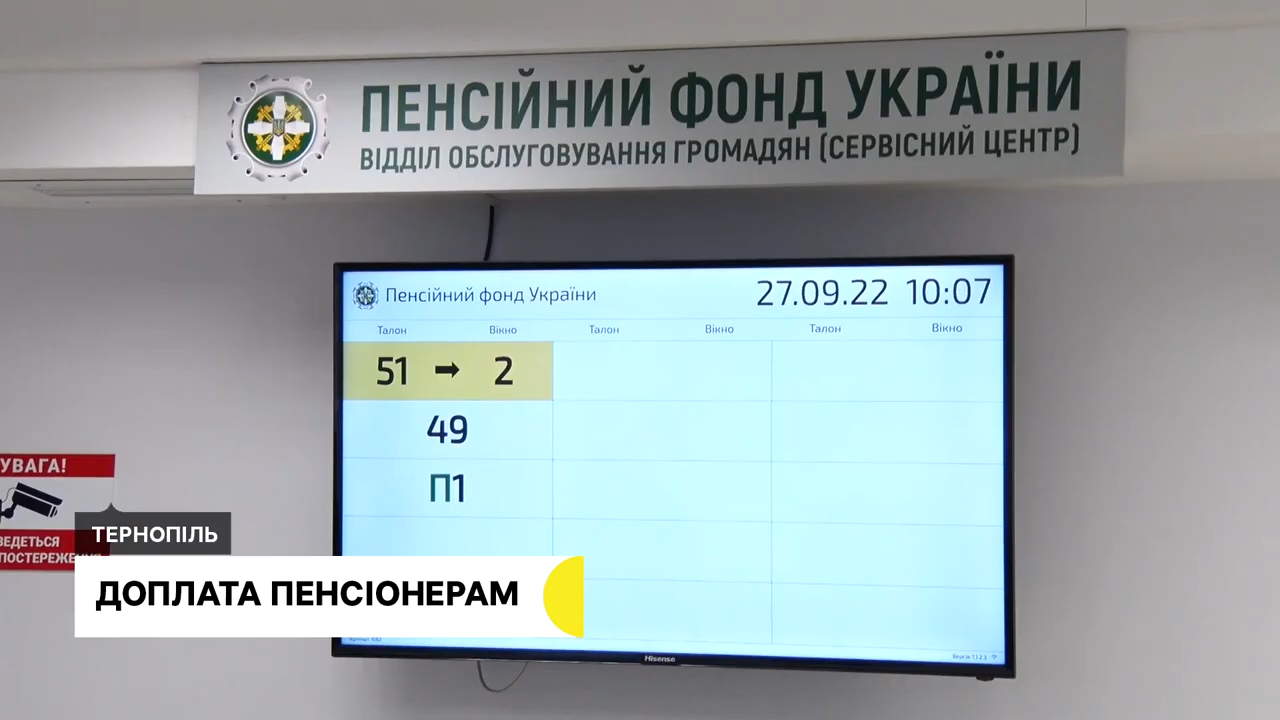 ПЕНСІЙНИЙ ФОНД УКРАЇНИ
ВІДДІЛ ОБСЛУГОВУВАННЯ ГРОМАДЯН (СЕРВІСНИЙ ЦЕНТР)
Пенсійний фонд України 27.09.22 10:07
Талон Вікно Талон Вікно Талон Вікно
51 → 2
49
П1
УВАГА!
ВЕДЕТЬСЯ
ТЕРНОПІЛЬ
ДОПЛАТА ПЕНСІОНЕРАМ
Hisense